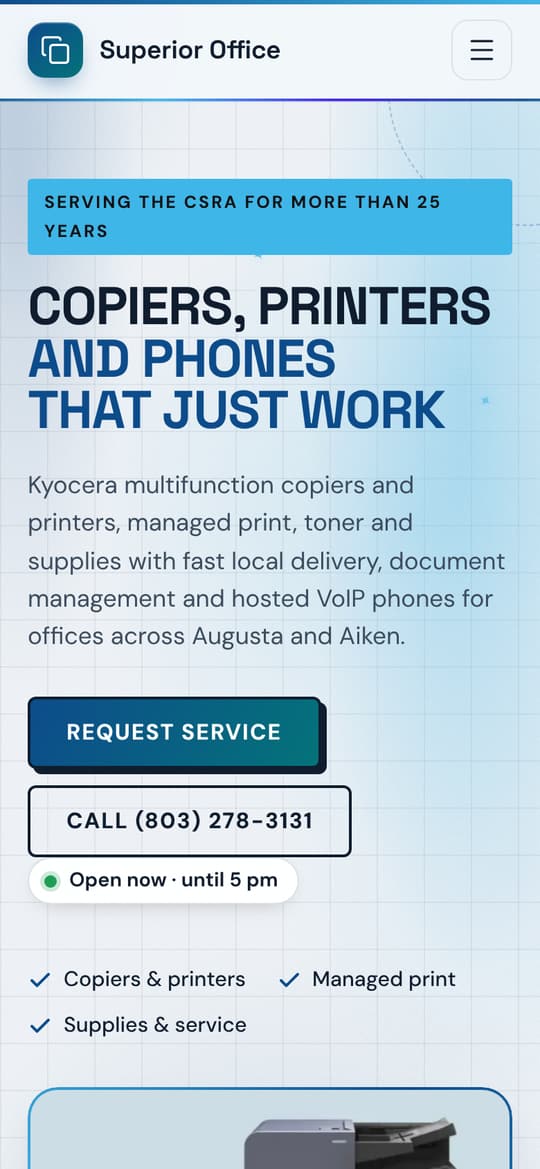 Superior Office
SERVING THE CSRA FOR MORE THAN 25
YEARS
COPIERS, PRINTERS
AND PHONES
THAT JUST WORK
Kyocera multifunction copiers and
printers, managed print, toner and
supplies with fast local delivery, document
management and hosted VoIP phones for
offices across Augusta and Aiken.
REQUEST SERVICE
CALL (803) 278-3131
Open now · until 5 pm
Copiers & printers
Managed print
Supplies & service